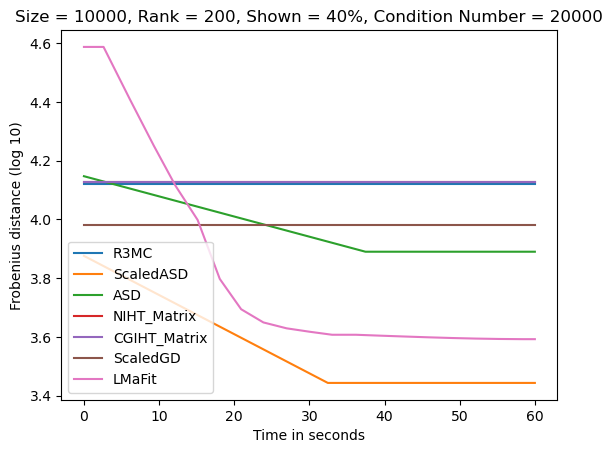 Size = 10000, Rank = 200, Shown = 40%, Condition Number = 20000
4.6
4.4
4.2
4.0
3.8
3.6
3.4
Frobenius distance (log 10)
R3MC
ScaledASD
ASD
NIHT_Matrix
CGIHT_Matrix
ScaledGD
LMaFit
0 10 20 30 40 50 60
Time in seconds